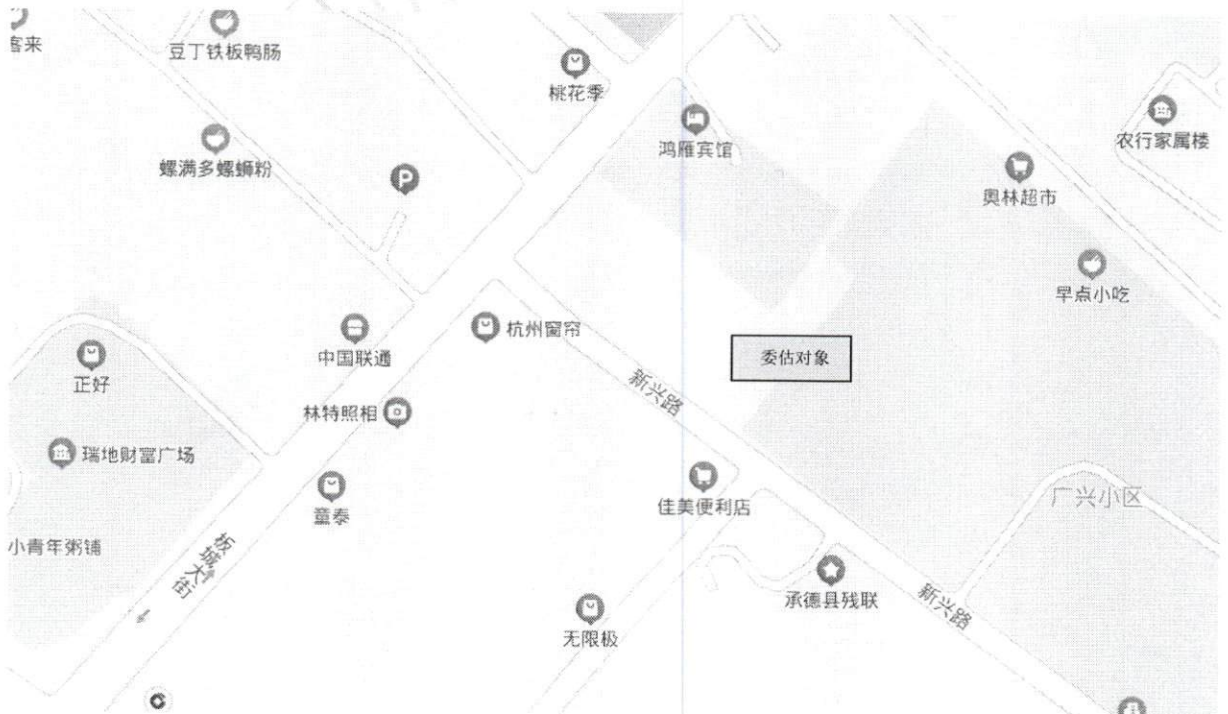 客来
豆丁铁板鸭肠
桃花季
鸿雁宾馆
农行家属楼
螺满多螺蛳粉
P
奥林超市
早点小吃
杭州窗帘
中国联通
委估对象
正好
新兴路
林特照相
瑞地财富广场
佳美便利店
广兴小区
童泰
小青年粥铺
板城大街
承德县残联
新兴路
无限极